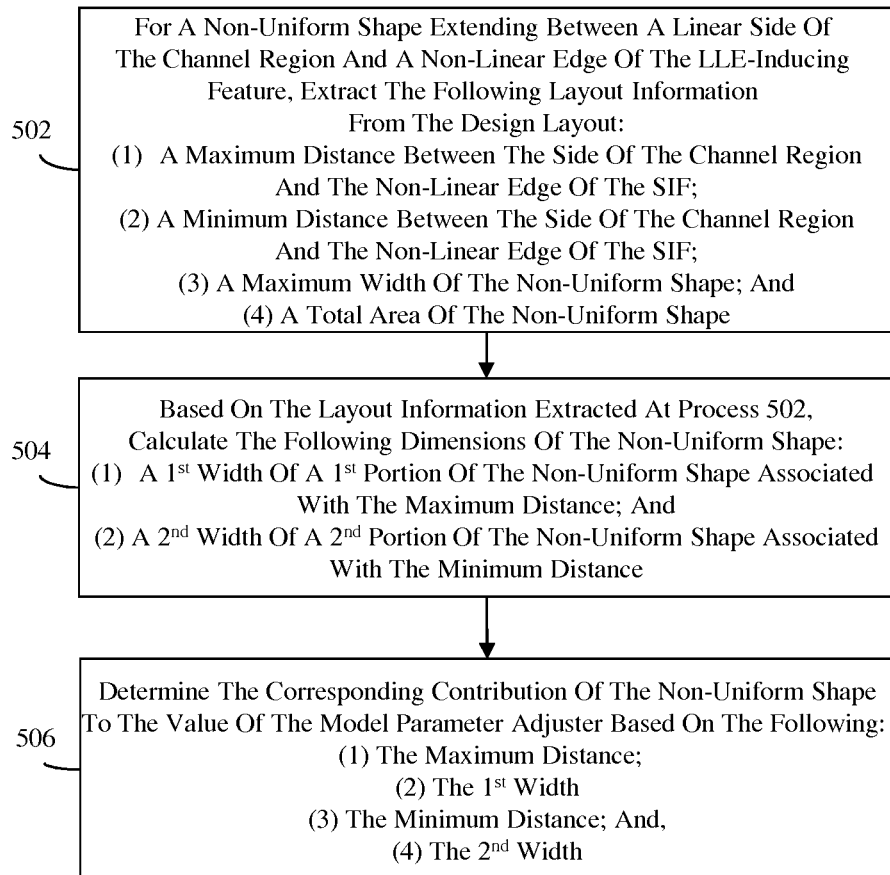 For A Non-Uniform Shape Extending Between A Linear Side Of
The Channel Region And A Non-Linear Edge Of The LLE-Inducing
Feature, Extract The Following Layout Information
From The Design Layout:
502
(1) A Maximum Distance Between The Side Of The Channel Region
And The Non-Linear Edge Of The SIF;
(2) A Minimum Distance Between The Side Of The Channel Region
And The Non-Linear Edge Of The SIF;
(3) A Maximum Width Of The Non-Uniform Shape; And
(4) A Total Area Of The Non-Uniform Shape
Based On The Layout Information Extracted At Process 502,
Calculate The Following Dimensions Of The Non-Uniform Shape:
504
(1) A 1st Width Of A 1st Portion Of The Non-Uniform Shape Associated
With The Maximum Distance; And
(2) A 2nd Width Of A 2nd Portion Of The Non-Uniform Shape Associated
With The Minimum Distance
Determine The Corresponding Contribution Of The Non-Uniform Shape
To The Value Of The Model Parameter Adjuster Based On The Following:
506
(1) The Maximum Distance;
(2) The 1st Width
(3) The Minimum Distance; And,
(4) The 2nd Width